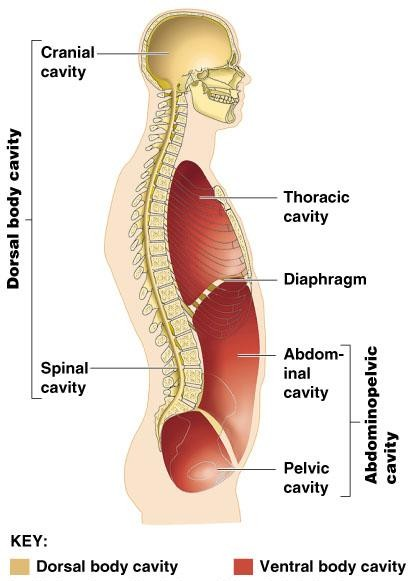 Cranial
cavity
Dorsal body cavity
Thoracic
cavity
Diaphragm
Spinal
cavity
Abdom-
inal
cavity
Abdominopelvic
cavity
Pelvic
cavity
KEY:
Dorsal body cavity
Ventral body cavity